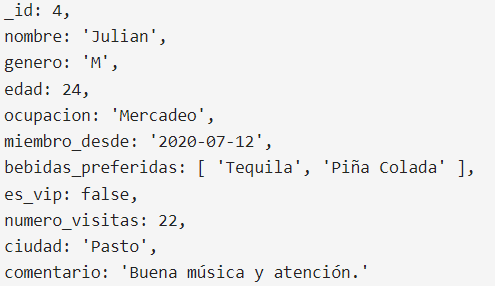 _id: 4,
nombre: 'Julian',
genero: 'M',
edad: 24,
ocupacion: 'Mercadeo',
miembro_desde: '2020-07-12',
bebidas_preferidas: [ 'Tequila', 'Piña Colada' ],
es_vip: false,
numero_visitas: 22,
ciudad: 'Pasto',
comentario: 'Buena música y atención.'